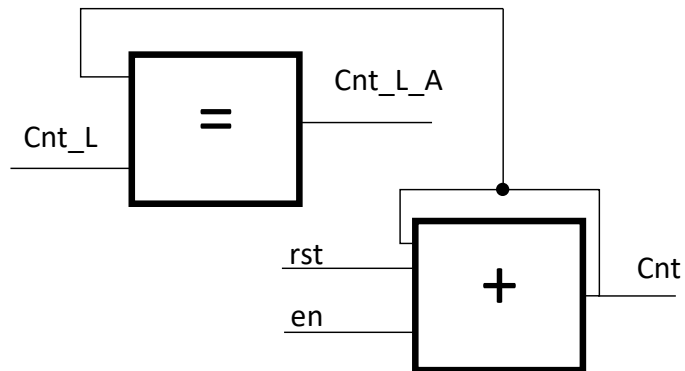 Cnt_L_A
=
Cnt_L
rst
Cnt
+
en